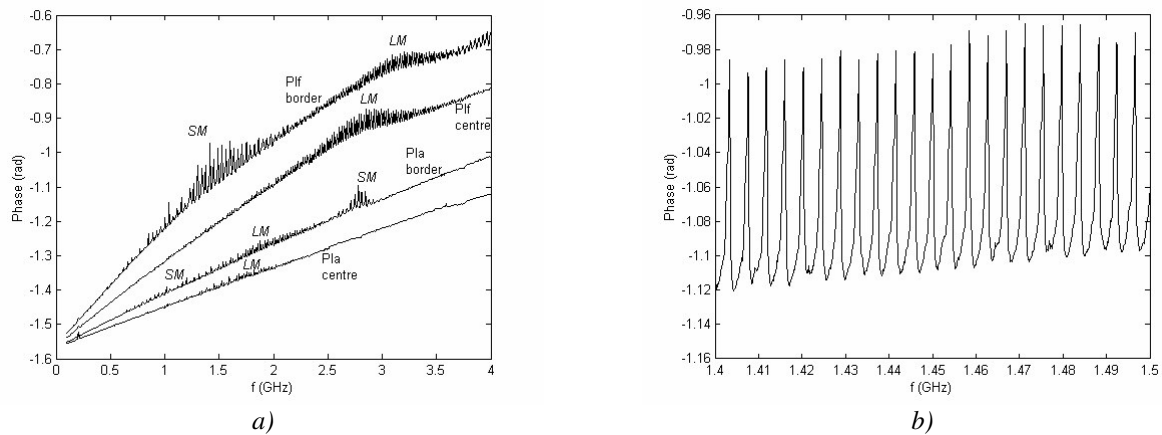 -0.6
-0.7
-0.8
-0.9
-1
-1.1
-1.2
-1.3
-1.4
-1.5
-1.6
Phase (rad)
0
0.5
1
1.5
2
2.5
3
3.5
4
f (GHz)
SM
Plf
border
LM
LM
Plf
centre
Pla
border
SM
LM
SM
LM
Pla
centre
a)
-0.96
-0.98
-1
-1.02
-1.04
-1.06
-1.08
-1.1
-1.12
-1.14
-1.16
Phase (rad)
1.4
1.41
1.42
1.43
1.44
1.45
1.46
1.47
1.48
1.49
1.5
f (GHz)
b)